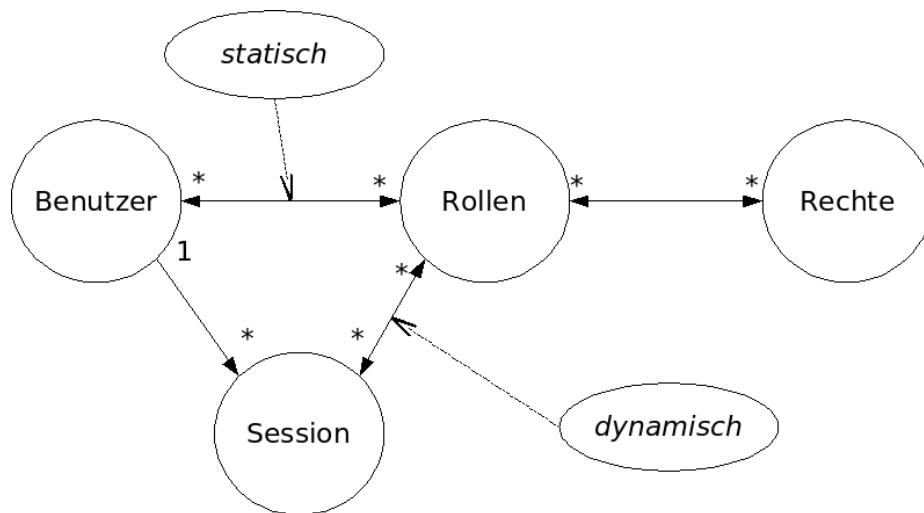 statisch
* * * *
Benutzer Rollen Rechte
1 *
* *
Session
dynamisch